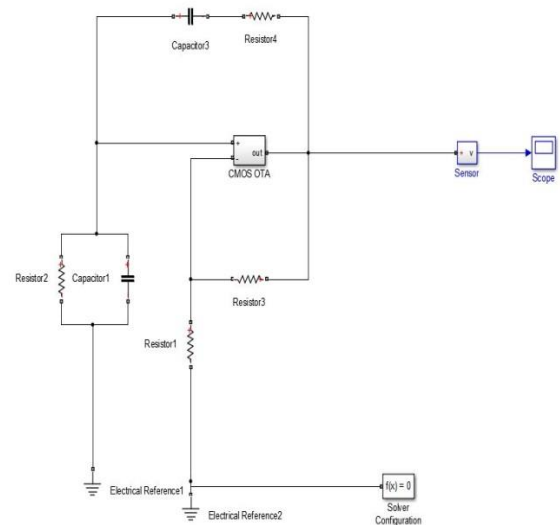 Capacitor3
Resistor4
+
-
out
CMOS OTA
+ v
Sensor
Scope
Resistor2
Capacitor1
Resistor3
Resistor1
Electrical Reference1
Electrical Reference2
f(x) = 0
Solver
Configuration